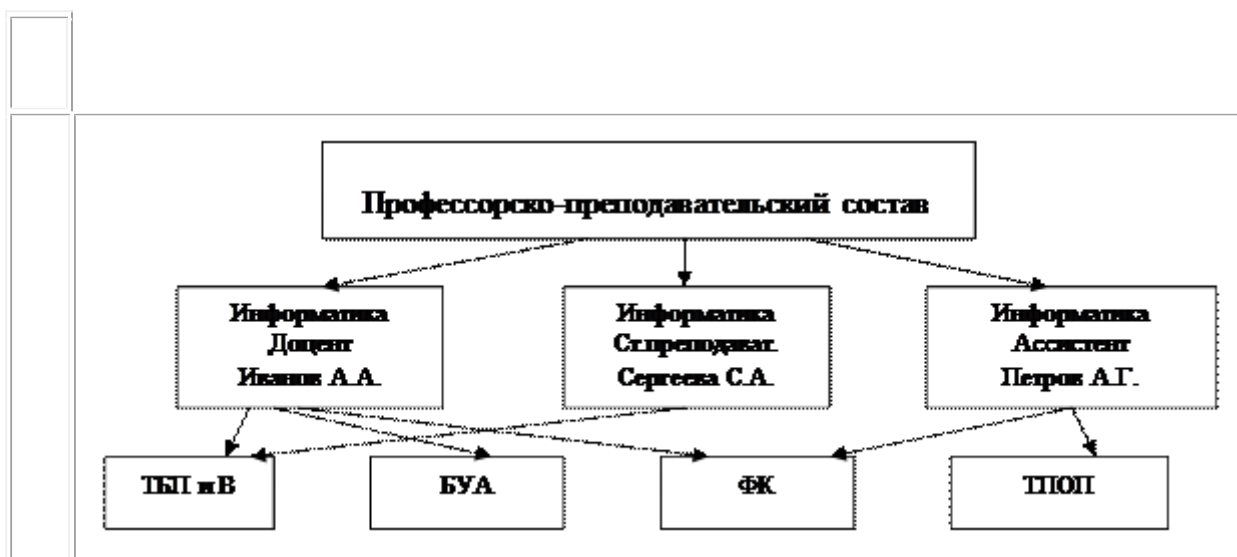 Профессорско-преподавательский состав
Информатика
Доцент
Иванов А.А.
Информатика
Ст.преподават.
Сергеева С.А.
Информатика
Ассистент
Петров А.Г.
ТБП и В
БУА
ФК
ТПОП